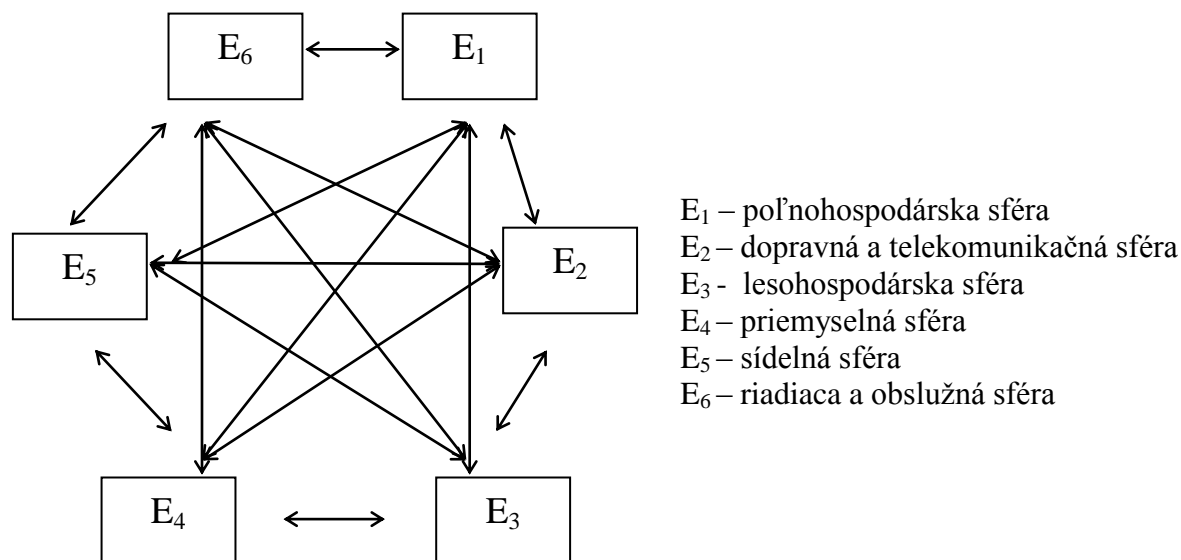 E₆
E₁
E₅
E₂
E₄
E₃
E₁ – poľnohospodárska sféra
E₂ – dopravná a telekomunikačná sféra
E₃ - lesohospodárska sféra
E₄ – priemyselná sféra
E₅ – sídelná sféra
E₆ – riadiaca a obslužná sféra